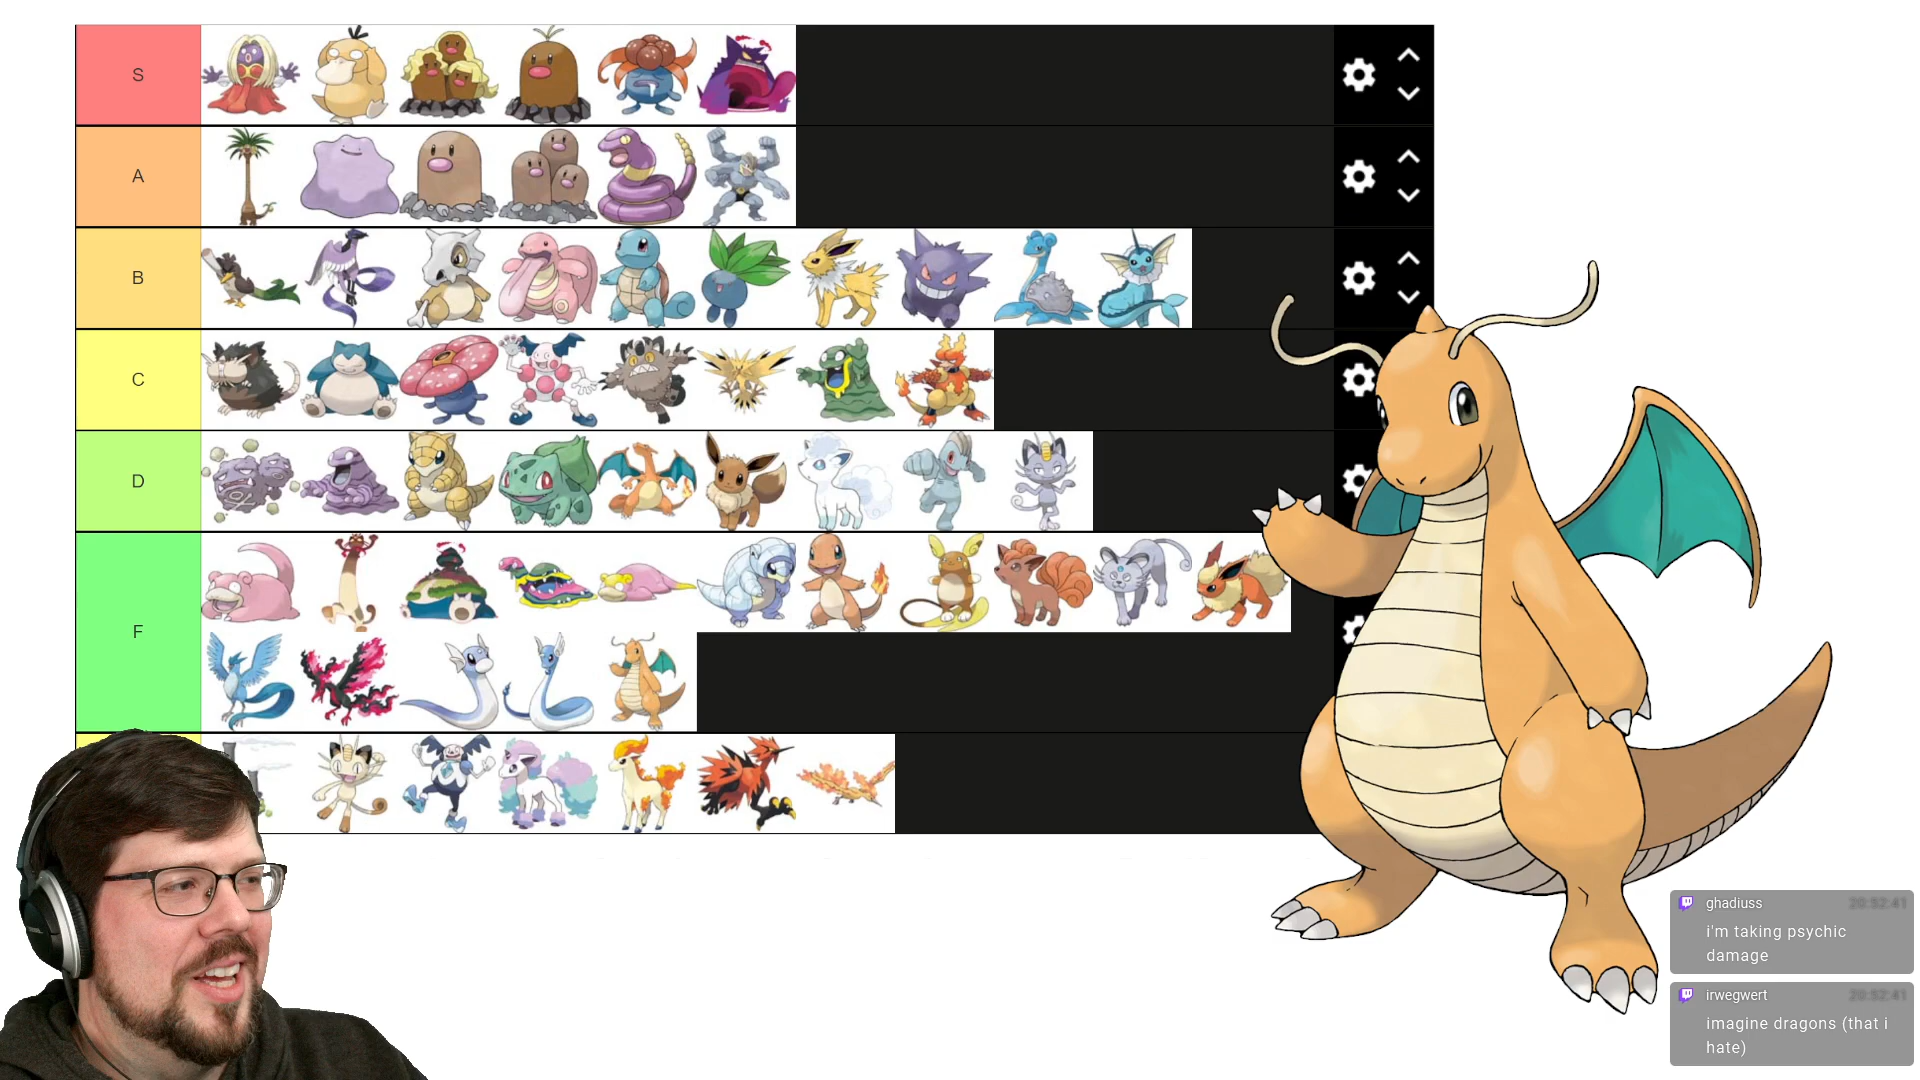 S
A
B
C
D
F
ghadiuss
i'm taking psychic
damage
irwegwert
imagine dragons (that i
hate)